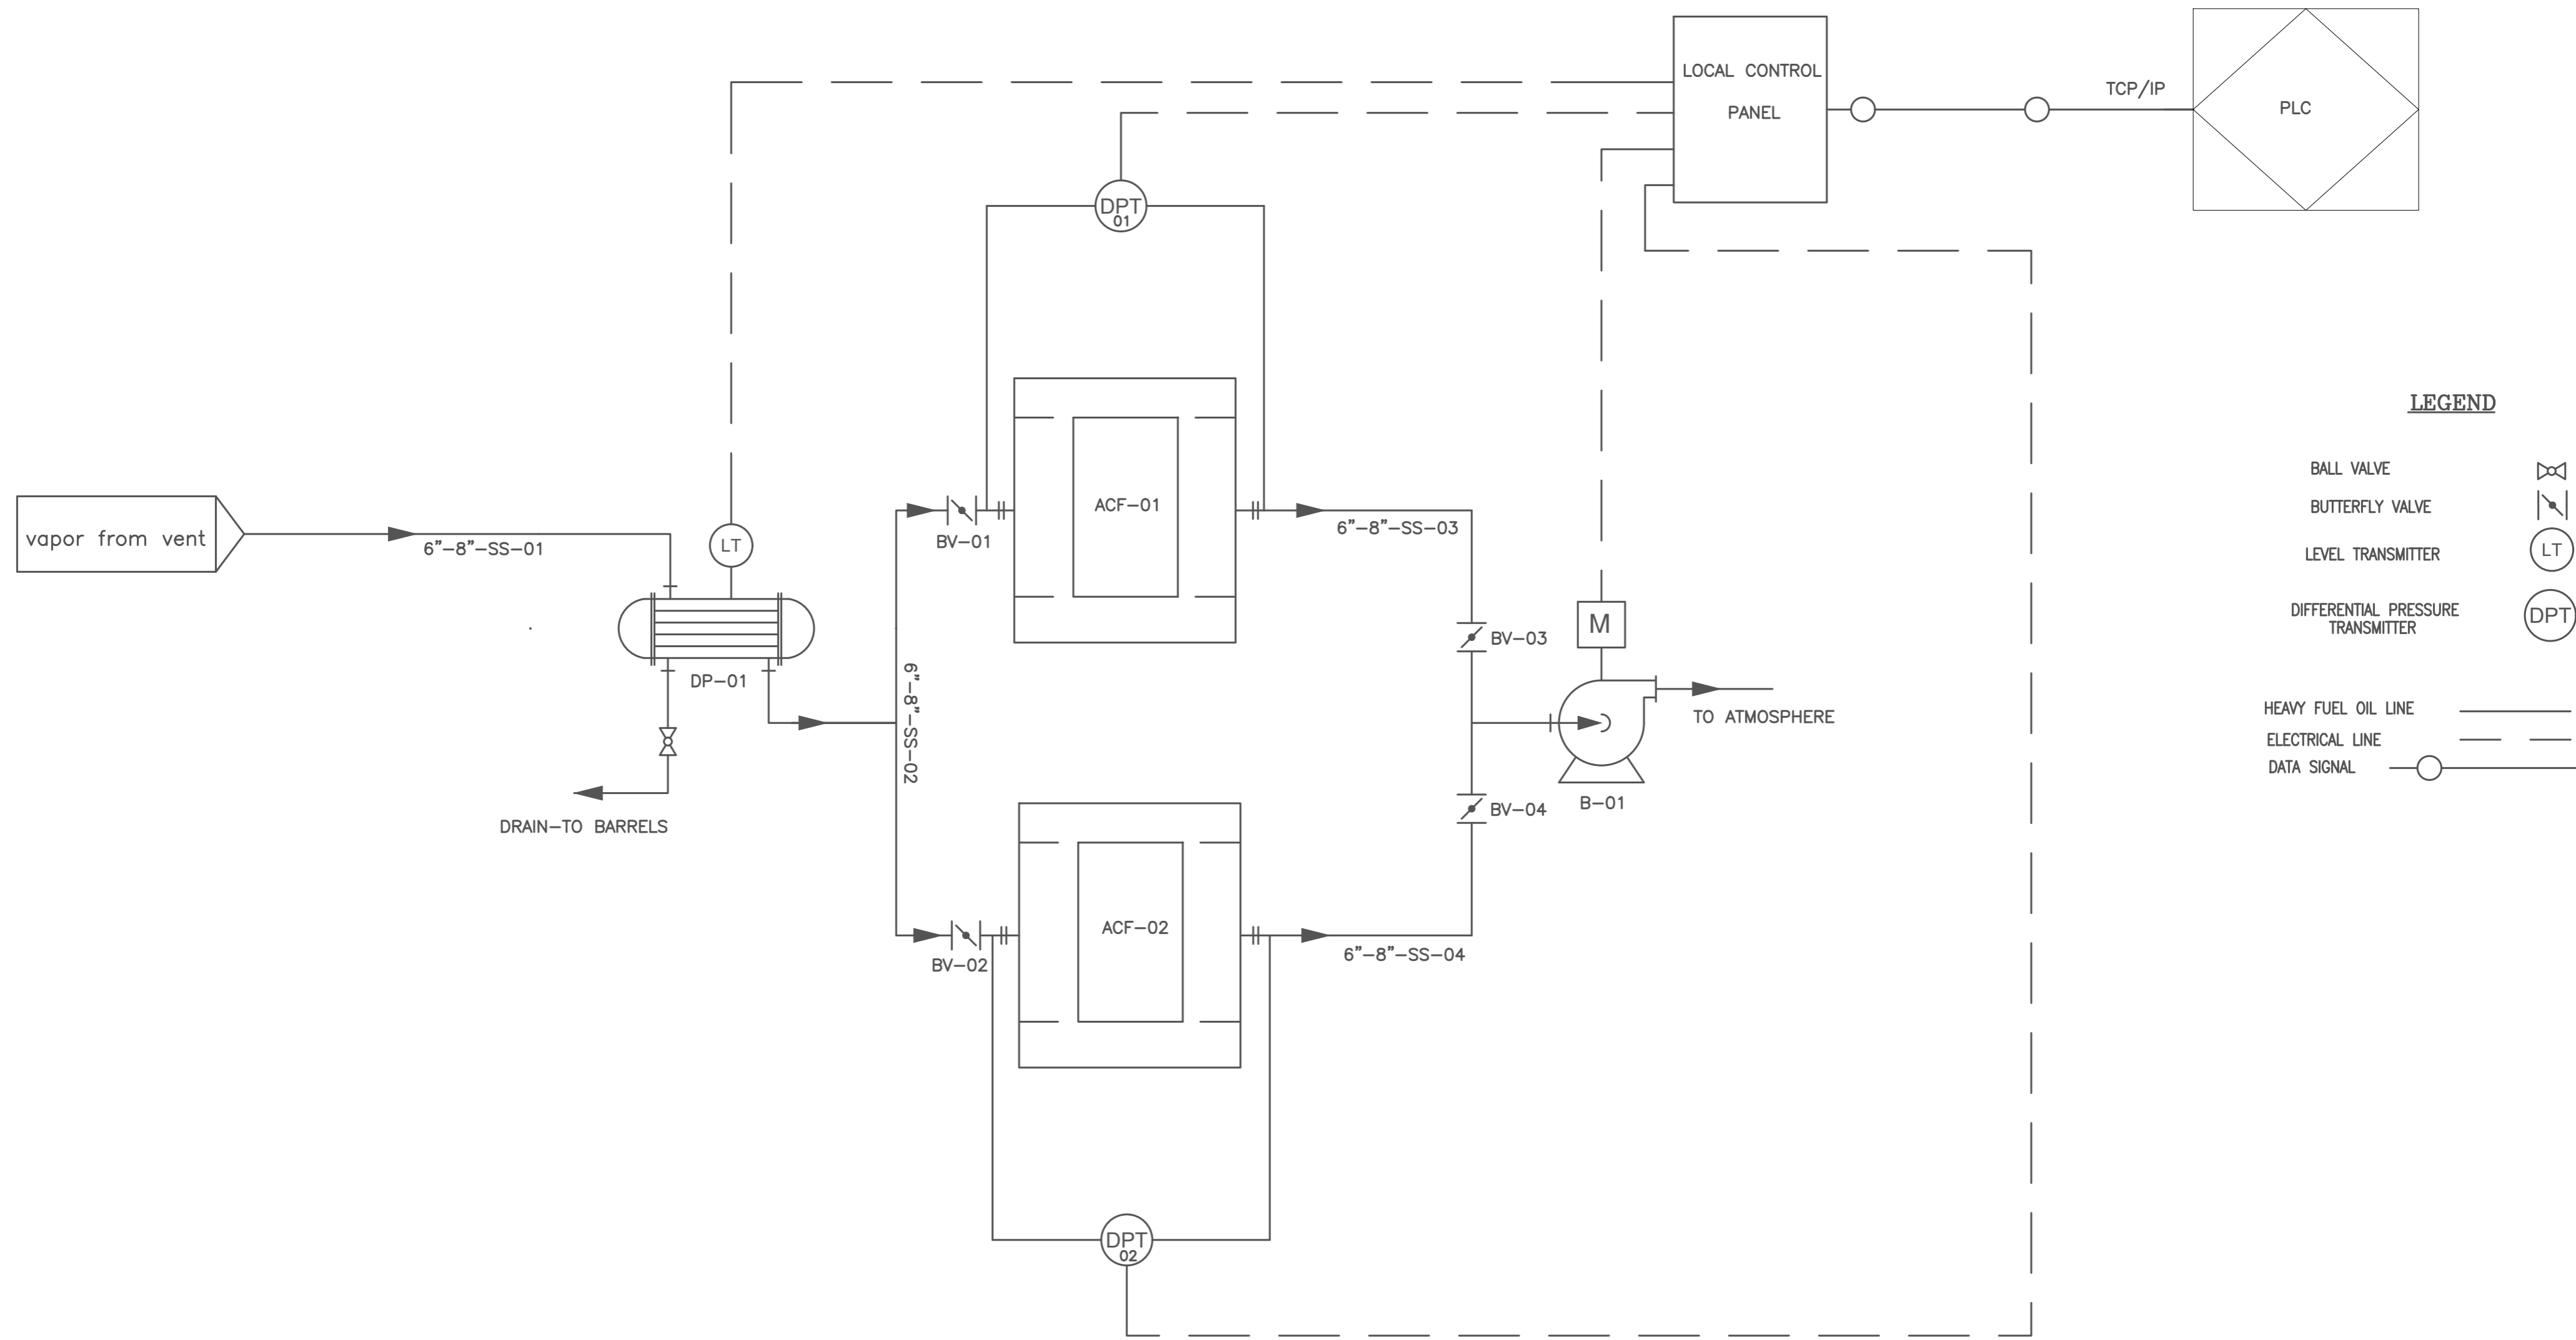 LOCAL CONTROL
PANEL
TCP/IP
PLC
DPT
01
LEGEND
BALL VALVE
BUTTERFLY VALVE
LEVEL TRANSMITTER
LT
DIFFERENTIAL PRESSURE
TRANSMITTER
DPT
HEAVY FUEL OIL LINE
ELECTRICAL LINE
DATA SIGNAL
vapor from vent
6"-8"-SS-01
LT
DP-01
DRAIN-TO BARRELS
6"-8"-SS-02
BV-01
ACF-01
6"-8"-SS-03
BV-03
M
TO ATMOSPHERE
B-01
BV-04
BV-02
ACF-02
6"-8"-SS-04
DPT
02